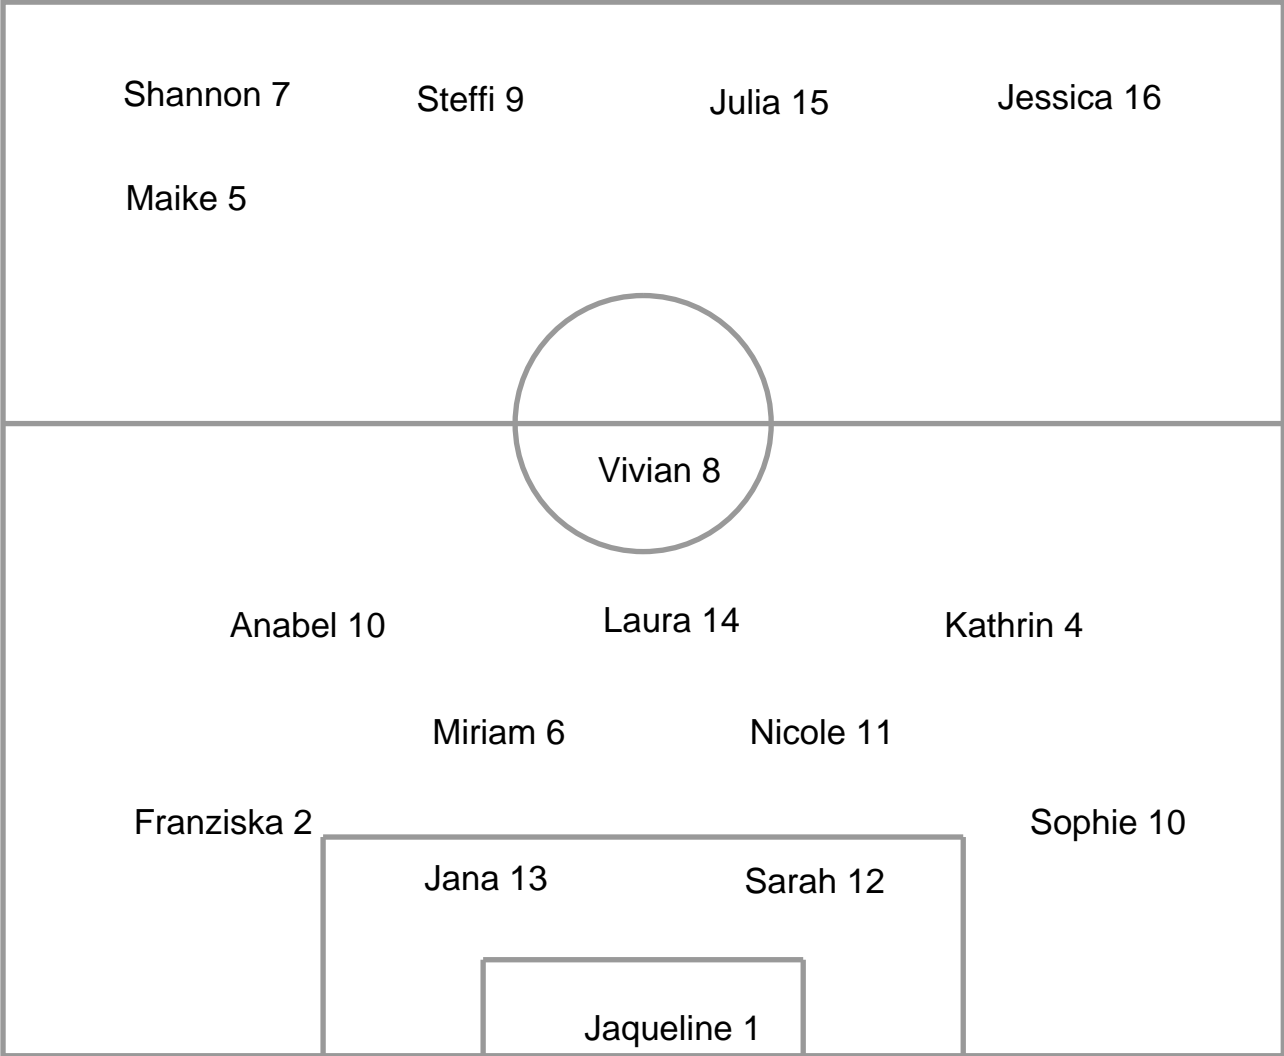 Shannon 7
Steffi 9
Julia 15
Jessica 16
Maike 5
Vivian 8
Anabel 10
Laura 14
Kathrin 4
Miriam 6
Nicole 11
Franziska 2
Sophie 10
Jana 13
Sarah 12
Jaqueline 1